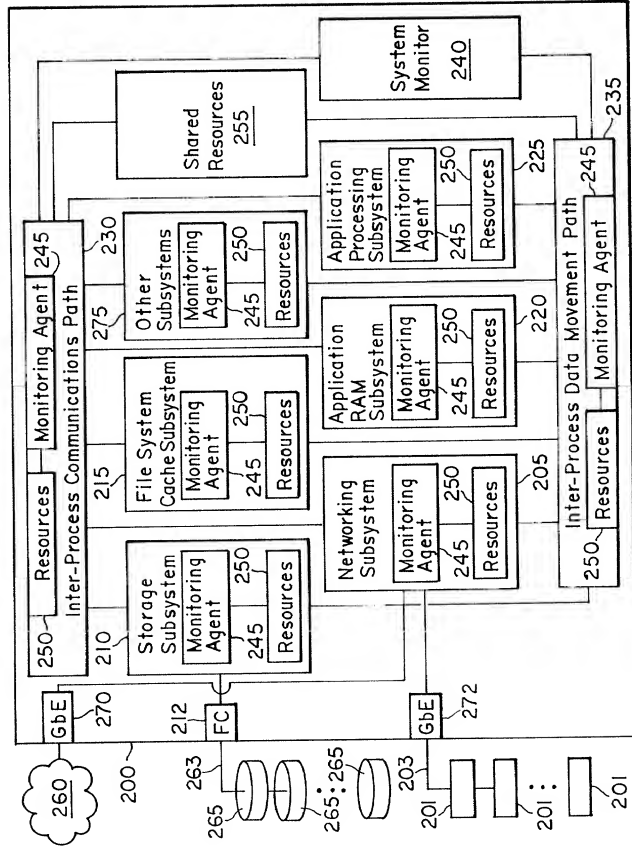 260
200
GbE
270
263
212
FC
265
265
265
203
GbE
272
201
201
201
250
Resources
Monitoring Agent
245
Inter-Process Communications Path
230
210
Storage
Subsystem
Monitoring
Agent
245
250
Resources
215
File System
Cache Subsystem
Monitoring
Agent
245
250
Resources
275
Other
Subsystems
Monitoring
Agent
245
250
Resources
Shared
Resources
255
System
Monitor
240
Networking
Subsystem
Monitoring
Agent
245
250
Resources
205
Application
RAM Subsystem
Monitoring
Agent
245
250
Resources
220
Application
Processing
Subsystem
Monitoring
Agent
245
250
Resources
225
Inter-Process Data Movement Path
235
250
Resources
Monitoring Agent
245